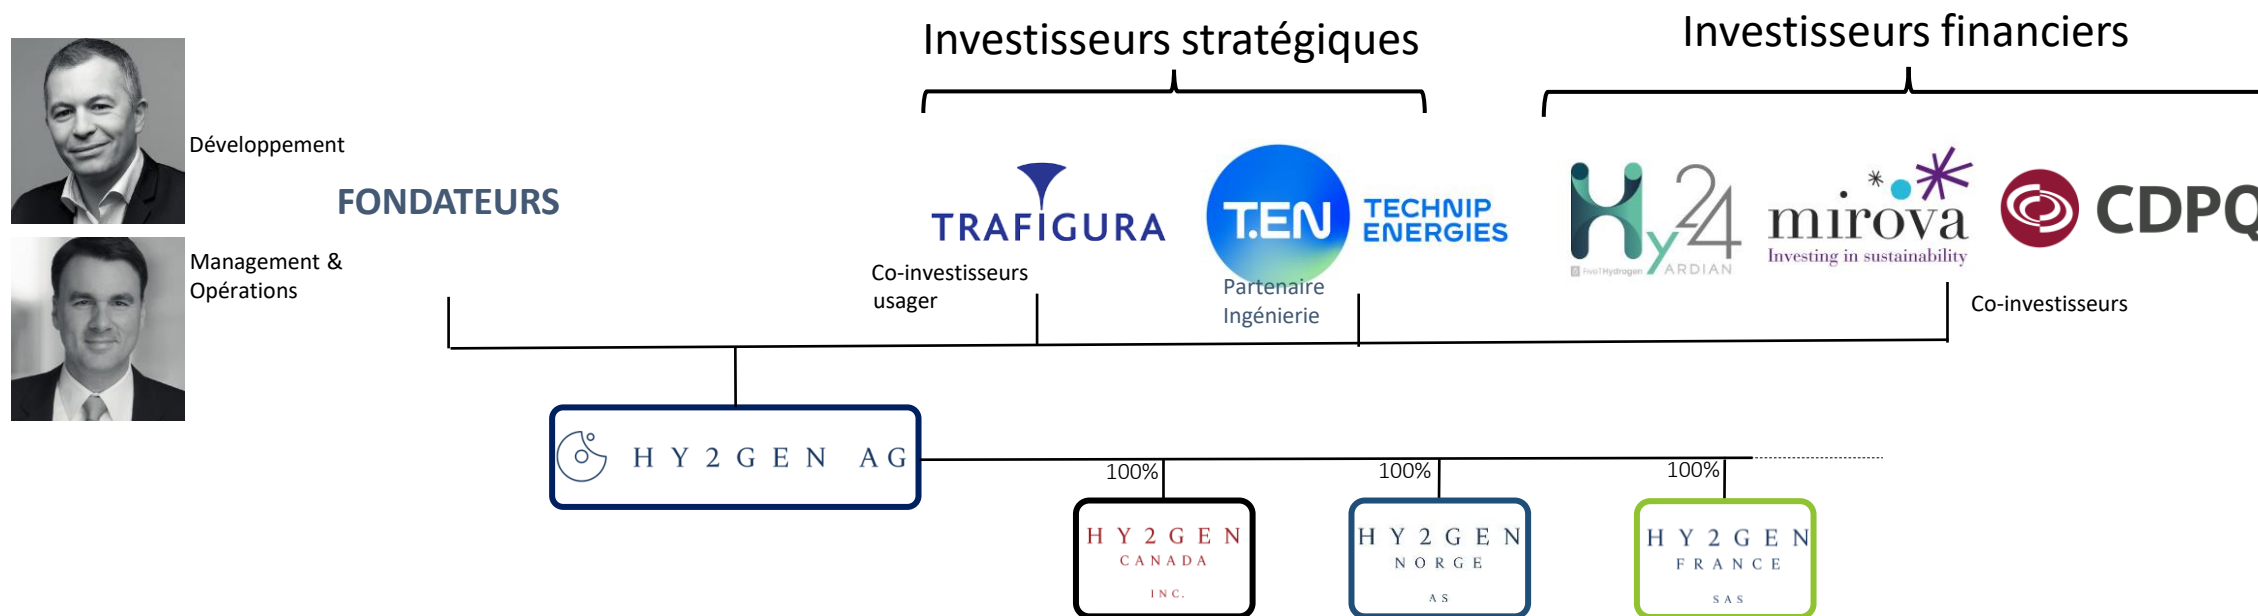 Investisseurs stratégiques
Investisseurs financiers
Développement
FONDATEURS
Management &
Opérations
TRAFIGURA
Co-investisseurs
usager
T.EN
TECHNIP
ENERGIES
Partenaire
Ingénierie
Hy24
FiveTHydrogen
ARDIAN
mirova
Investing in sustainability
CDPQ
Co-investisseurs
HY2GEN AG
100%
100%
100%
HY2GEN
CANADA
INC.
HY2GEN
NORGE
AS
HY2GEN
FRANCE
SAS